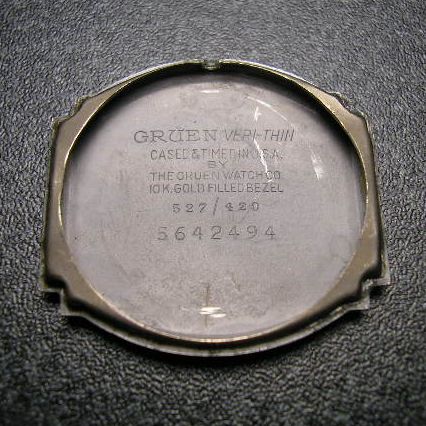 GRUEN VERI-THIN
CASED & TIMED IN U.S.A.
BY
THE GRUEN WATCH CO.
10K. GOLD FILLED BEZEL
527/420
5642494